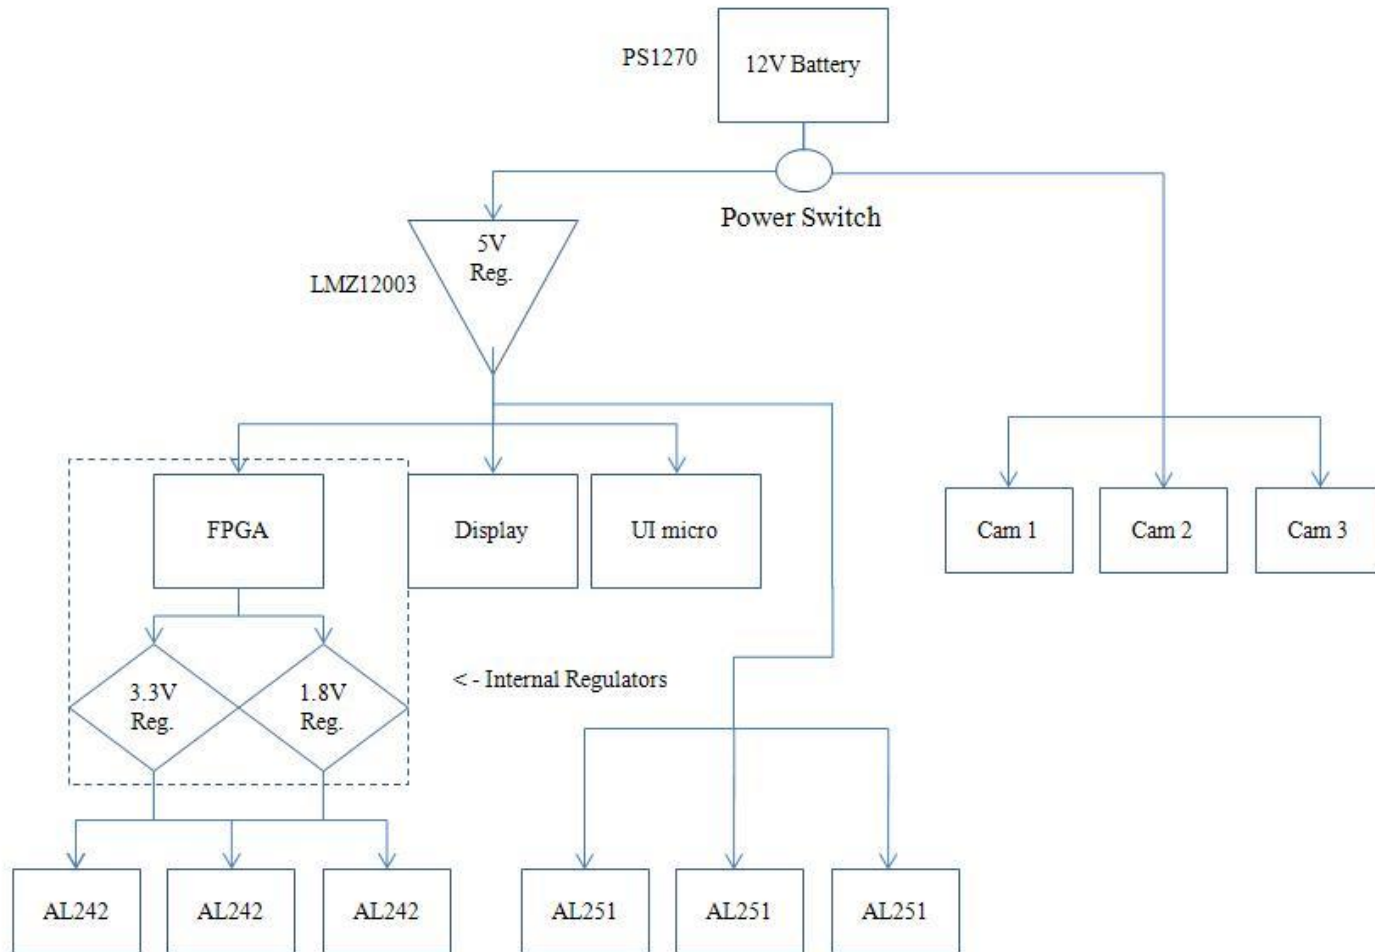 PS1270
12V Battery
Power Switch
5V
Reg.
LMZ12003
FPGA
Display
UI micro
Cam 1
Cam 2
Cam 3
3.3V
Reg.
1.8V
Reg.
< - Internal Regulators
AL242
AL242
AL242
AL251
AL251
AL251